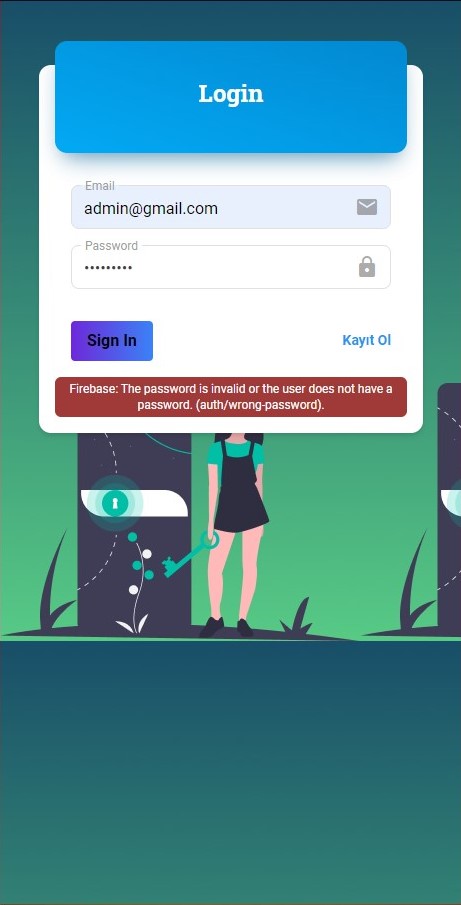 Login
Email
admin@gmail.com
Password
•••••••••
Sign In
Kayıt Ol
Firebase: The password is invalid or the user does not have a
password. (auth/wrong-password).